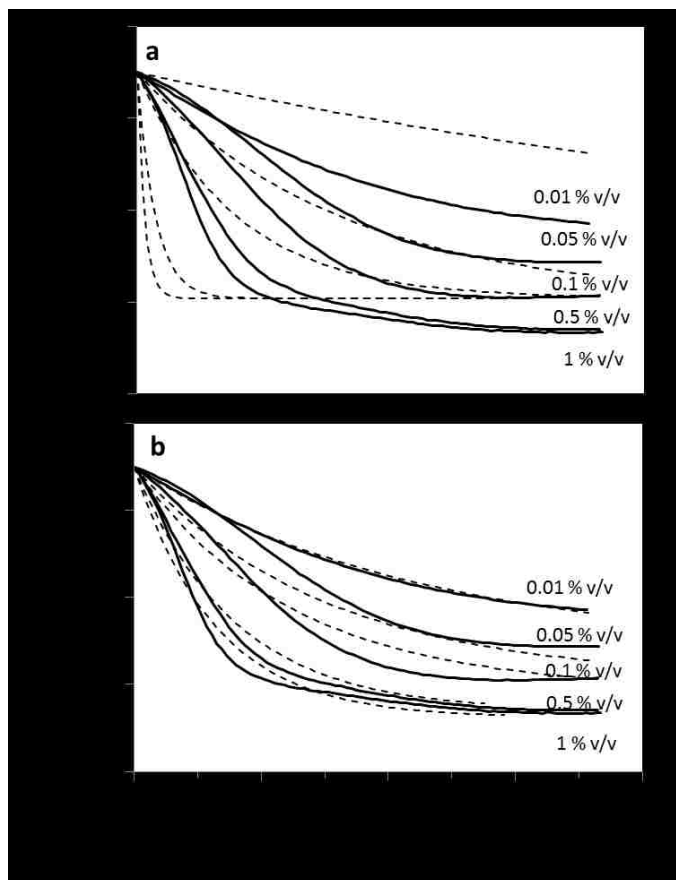 a
0.01 % v/v
0.05 % v/v
0.1 % v/v
0.5 % v/v
1 % v/v
b
0.01 % v/v
0.05 % v/v
0.1 % v/v
0.5 % v/v
1 % v/v